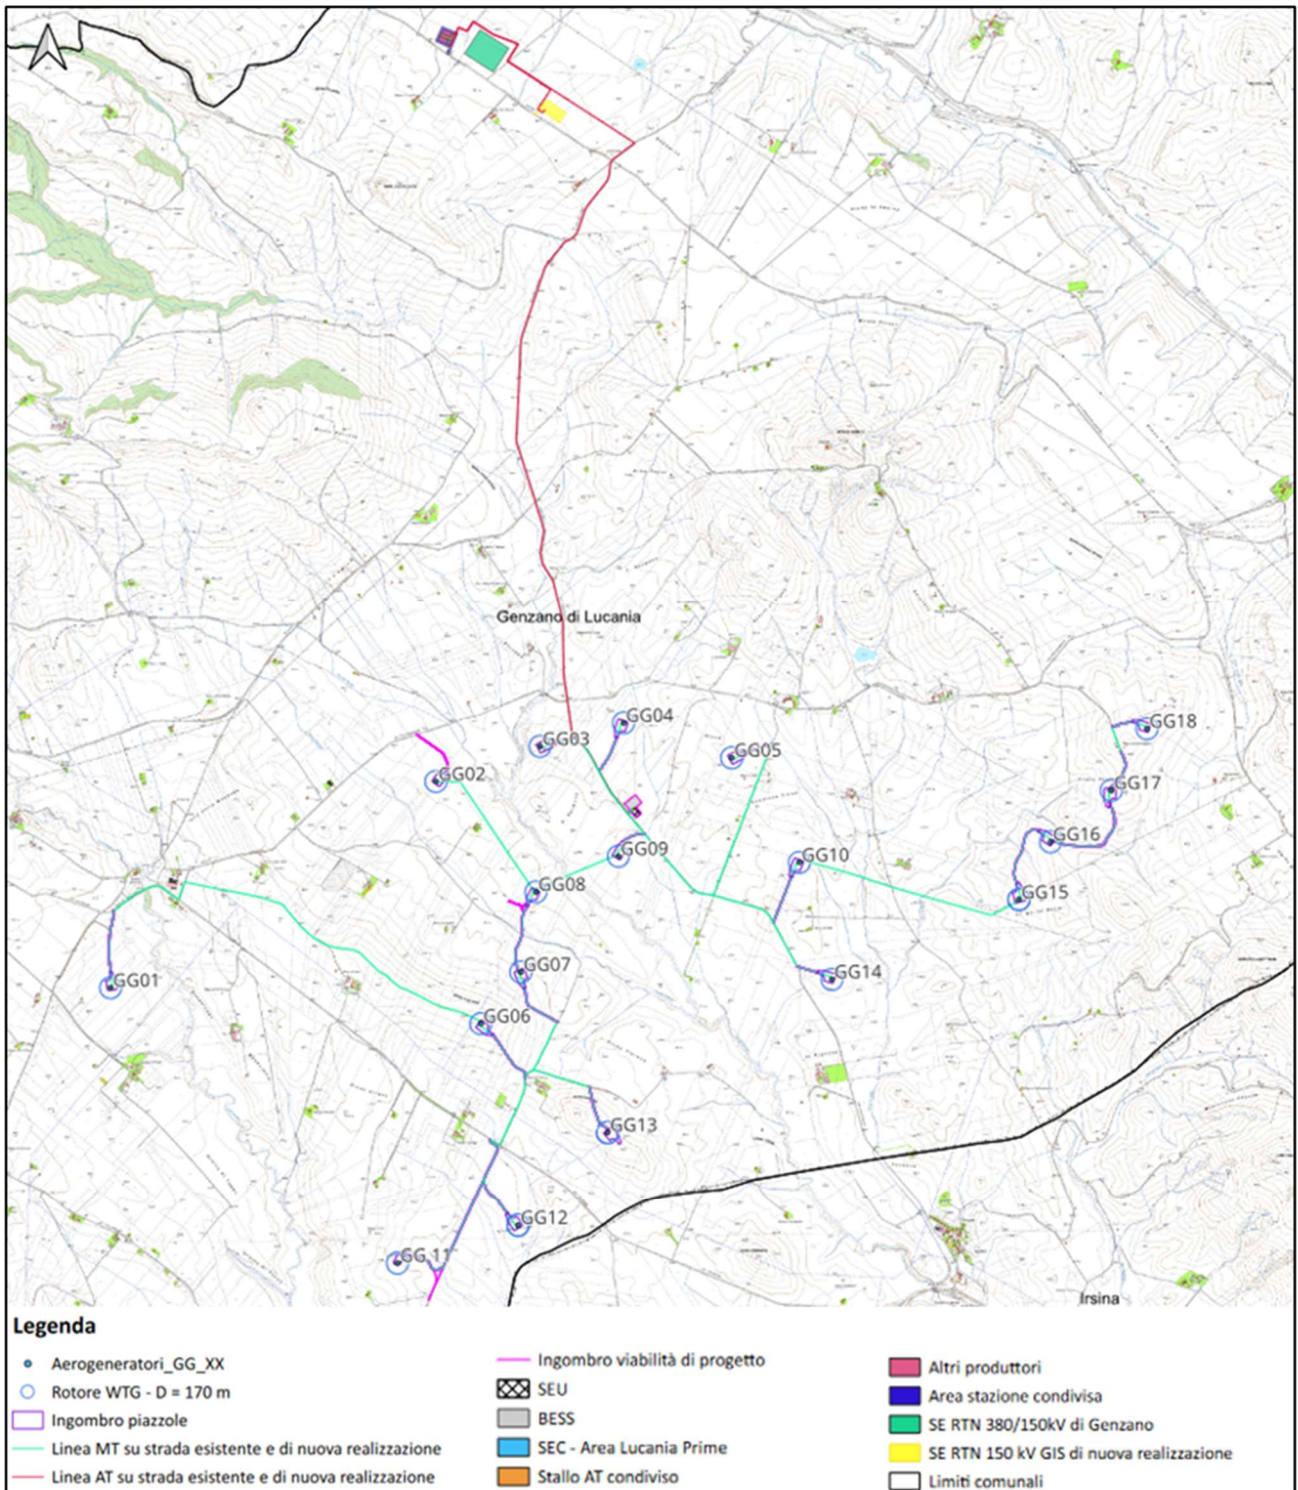 Genzano di Lucania
GG04
GG03
GG18
GG05
GG02
GG17
GG16
GG09
GG10
GG08
GG15
GG07
GG14
GG01
GG06
GG13
GG12
GG 11
Irsina
Legenda
Aerogeneratori_GG_XX
Rotore WTG - D = 170 m
Ingombro piazzole
Linea MT su strada esistente e di nuova realizzazione
Linea AT su strada esistente e di nuova realizzazione
Ingombro viabilità di progetto
SEU
BESS
SEC - Area Lucania Prime
Stallo AT condiviso
Altri produttori
Area stazione condivisa
SE RTN 380/150kV di Genzano
SE RTN 150 kV GIS di nuova realizzazione
Limiti comunali